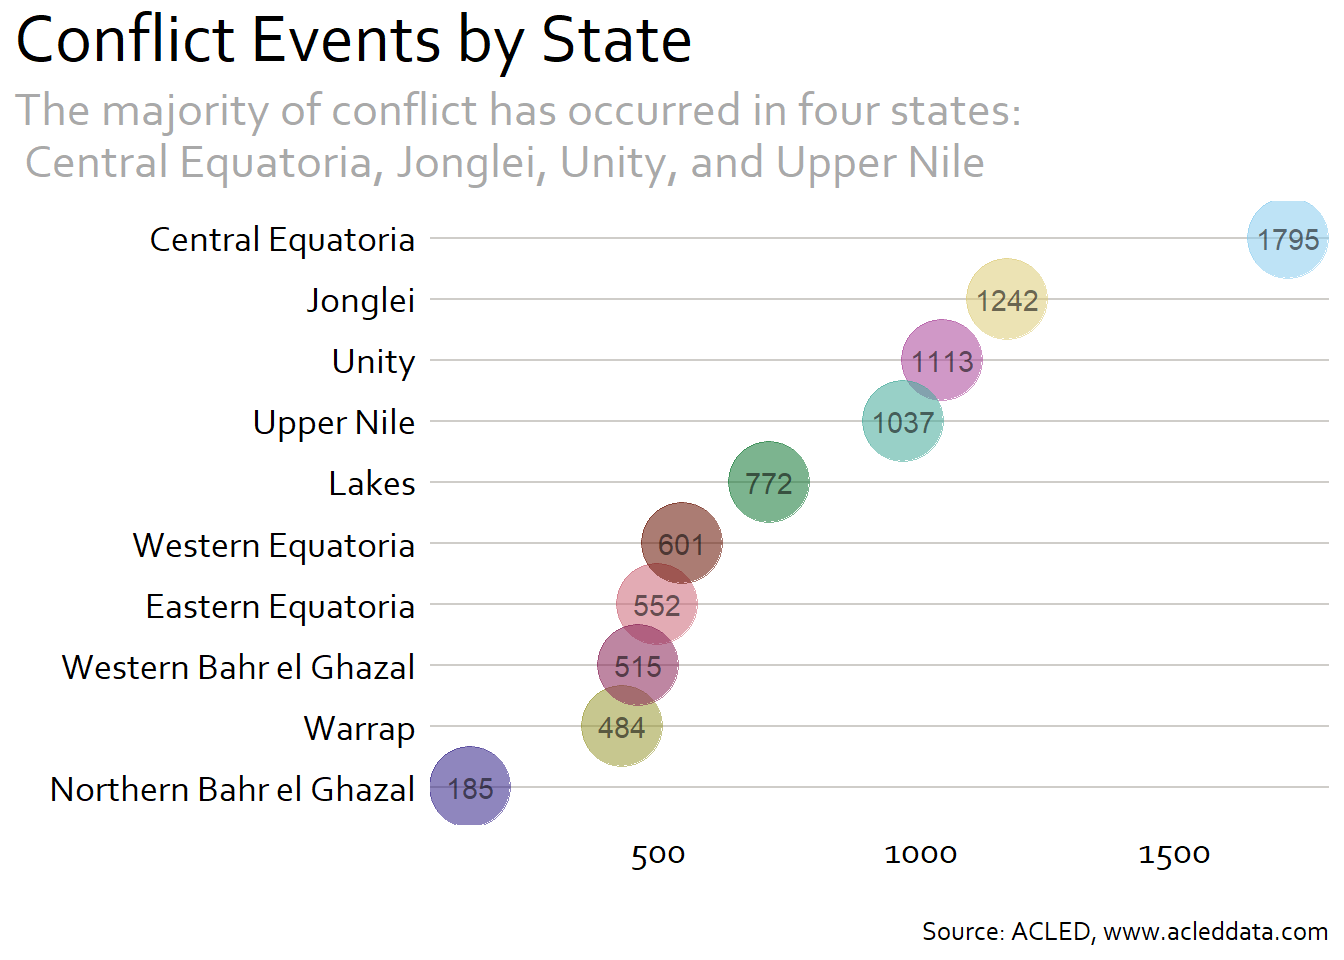 Conflict Events by State
The majority of conflict has occurred in four states:
Central Equatoria, Jonglei, Unity, and Upper Nile
Central Equatoria 1795
Jonglei 1242
Unity 1113
Upper Nile 1037
Lakes 772
Western Equatoria 601
Eastern Equatoria 552
Western Bahr el Ghazal 515
Warrap 484
Northern Bahr el Ghazal 185
500 1000 1500
Source: ACLED, www.acleddata.com